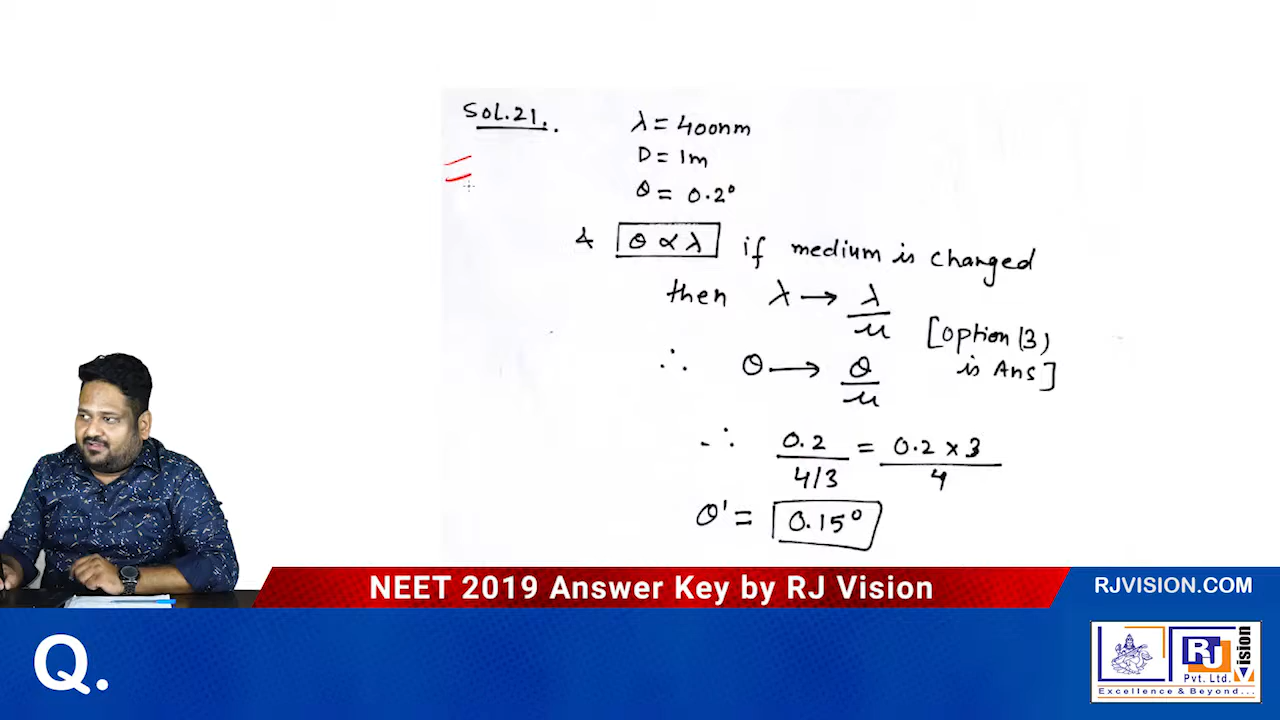 Sol.21.
λ = 400nm
D = 1m
θ = 0.2°
& θ ∝ λ if medium is changed
then λ → λ/μ
[Option (3) is Ans]
∴ θ → θ/μ
∴ 0.2/4/3 = 0.2 × 3/4
θ' = 0.15°
NEET 2019 Answer Key by RJ Vision
RJVISION.COM
Q.
RJ Vision
Pvt. Ltd.
Excellence & Beyond...